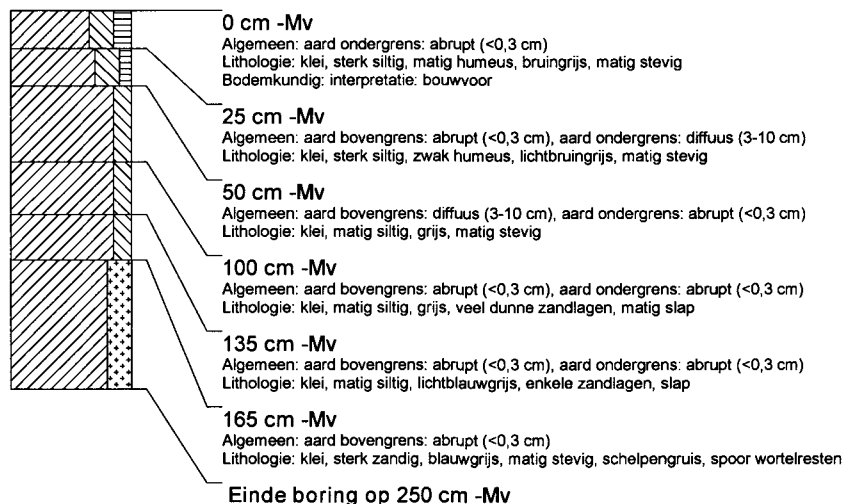 0 cm -Mv
Algemeen: aard ondergrens: abrupt (<0,3 cm)
Lithologie: klei, sterk siltig, matig humeus, bruingrijs, matig stevig
Bodemkundig: interpretatie: bouwvoor
25 cm -Mv
Algemeen: aard bovengrens: abrupt (<0,3 cm), aard ondergrens: diffuus (3-10 cm)
Lithologie: klei, sterk siltig, zwak humeus, lichtbruingrijs, matig stevig
50 cm -Mv
Algemeen: aard bovengrens: diffuus (3-10 cm), aard ondergrens: abrupt (<0,3 cm)
Lithologie: klei, matig siltig, grijs, matig stevig
100 cm -Mv
Algemeen: aard bovengrens: abrupt (<0,3 cm), aard ondergrens: abrupt (<0,3 cm)
Lithologie: klei, matig siltig, grijs, veel dunne zandlagen, matig slap
135 cm -Mv
Algemeen: aard bovengrens: abrupt (<0,3 cm), aard ondergrens: abrupt (<0,3 cm)
Lithologie: klei, matig siltig, lichtblauwgrijs, enkele zandlagen, slap
165 cm -Mv
Algemeen: aard bovengrens: abrupt (<0,3 cm)
Lithologie: klei, sterk zandig, blauwgrijs, matig stevig, schelpengruis, spoor wortelresten
Einde boring op 250 cm -Mv